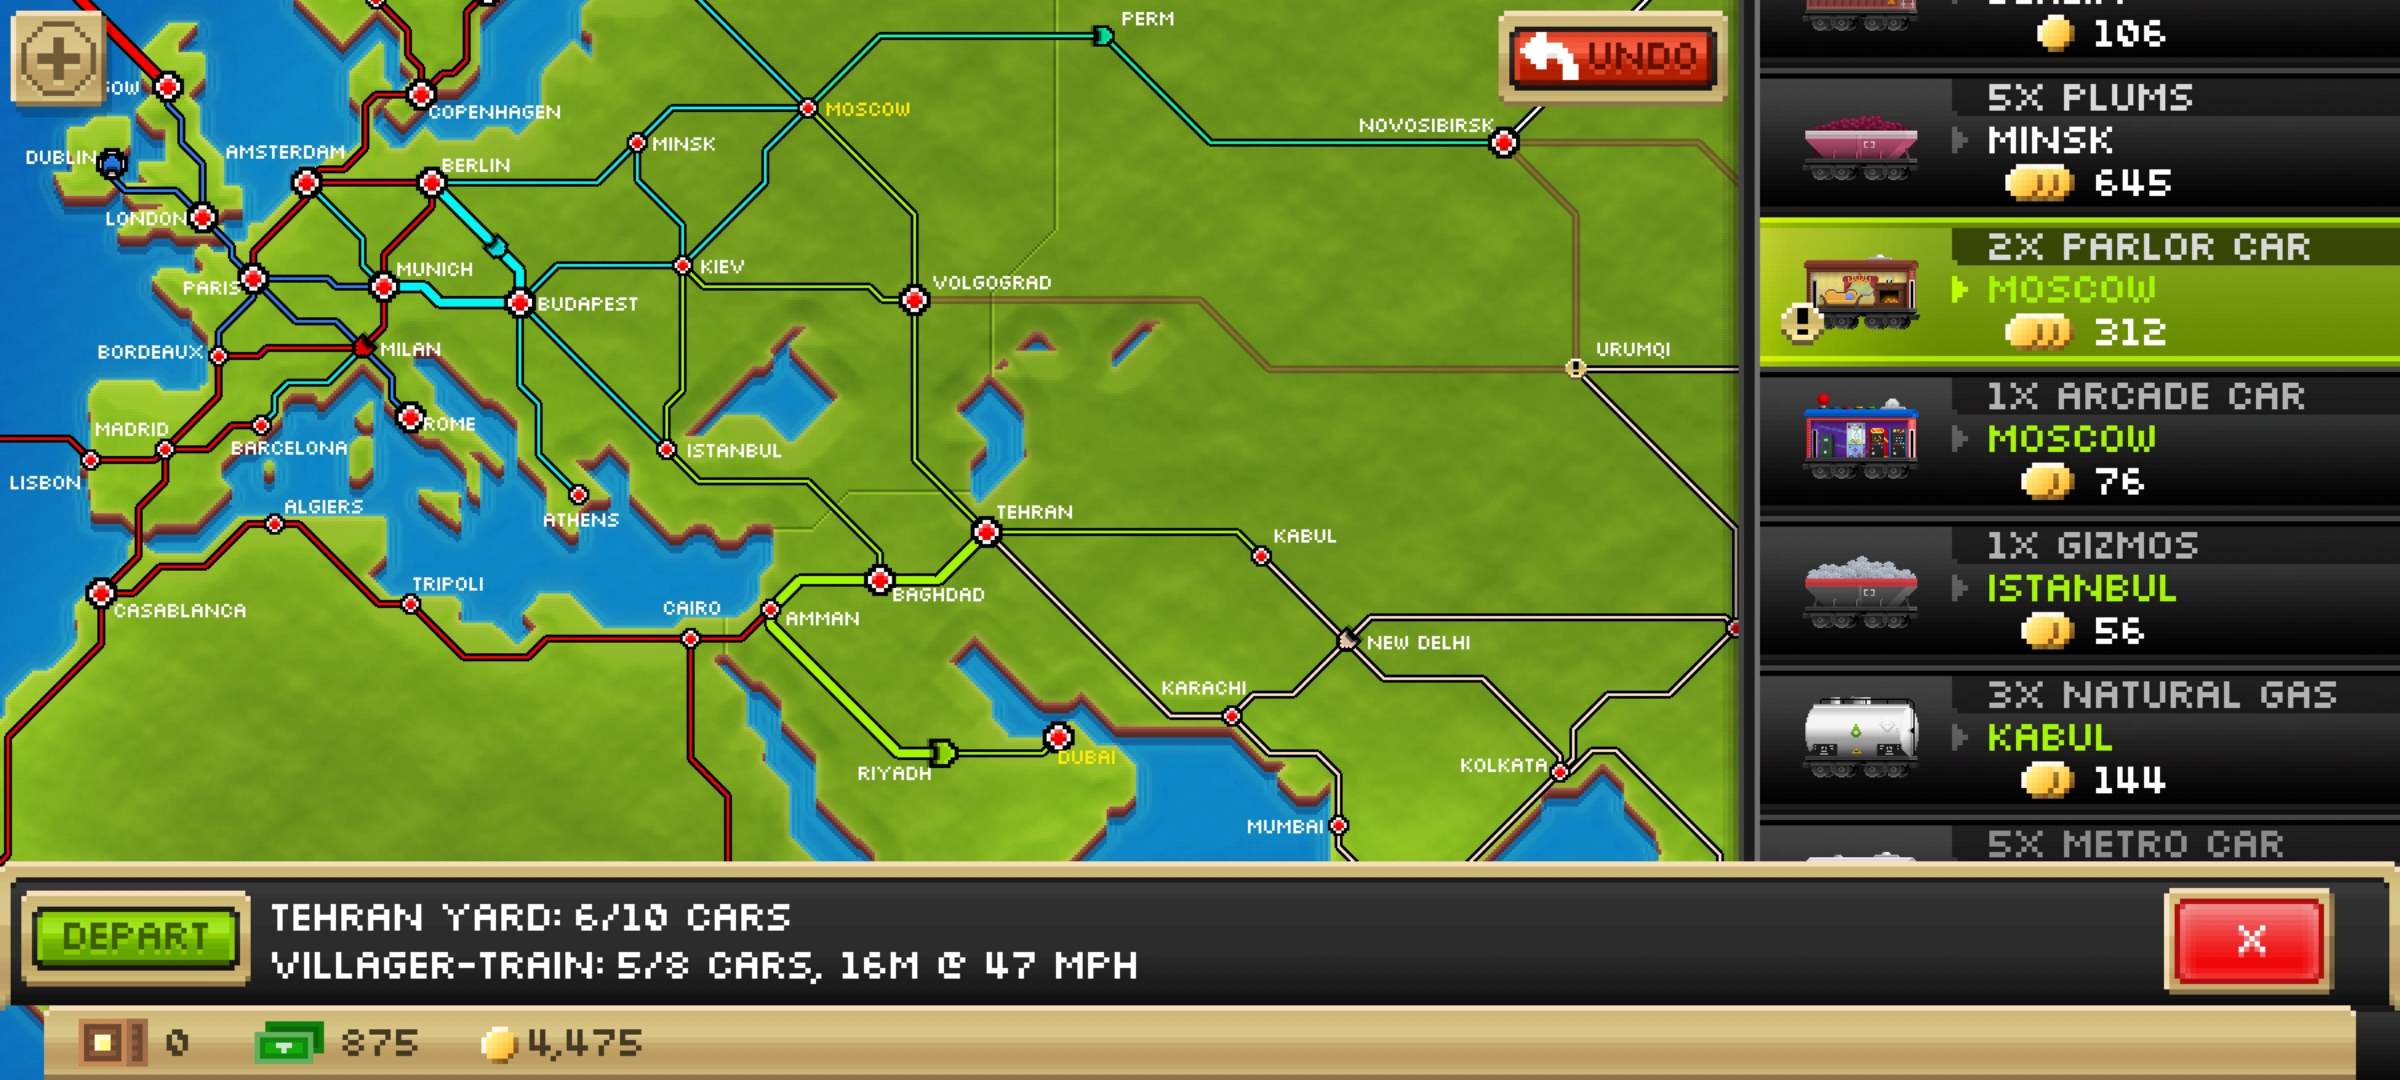 PERM
UNDO
OW
COPENHAGEN
MOSCOW
NOVOSIBIRSK
DUBLIN
AMSTERDAM
BERLIN
MINSK
LONDON
PARIS
MUNICH
KIEV
BUDAPEST
VOLGOGRAD
BORDEAUX
MILAN
URUMQI
MADRID
ROME
BARCELONA
ISTANBUL
LISBON
ALGIERS
ATHENS
TEHRAN
KABUL
TRIPOLI
CASABLANCA
CAIRO
BAGHDAD
AMMAN
NEW DELHI
KARACHI
RIYADH
DUBAI
KOLKATA
MUMBAI
106
5X PLUMS
MINSK
645
2X PARLOR CAR
MOSCOW
312
1X ARCADE CAR
MOSCOW
76
1X GIZMOS
ISTANBUL
56
3X NATURAL GAS
KABUL
144
5X METRO CAR
DEPART
TEHRAN YARD: 6/10 CARS
VILLAGER-TRAIN: 5/8 CARS, 16M @ 47 MPH
X
0
875
4,475